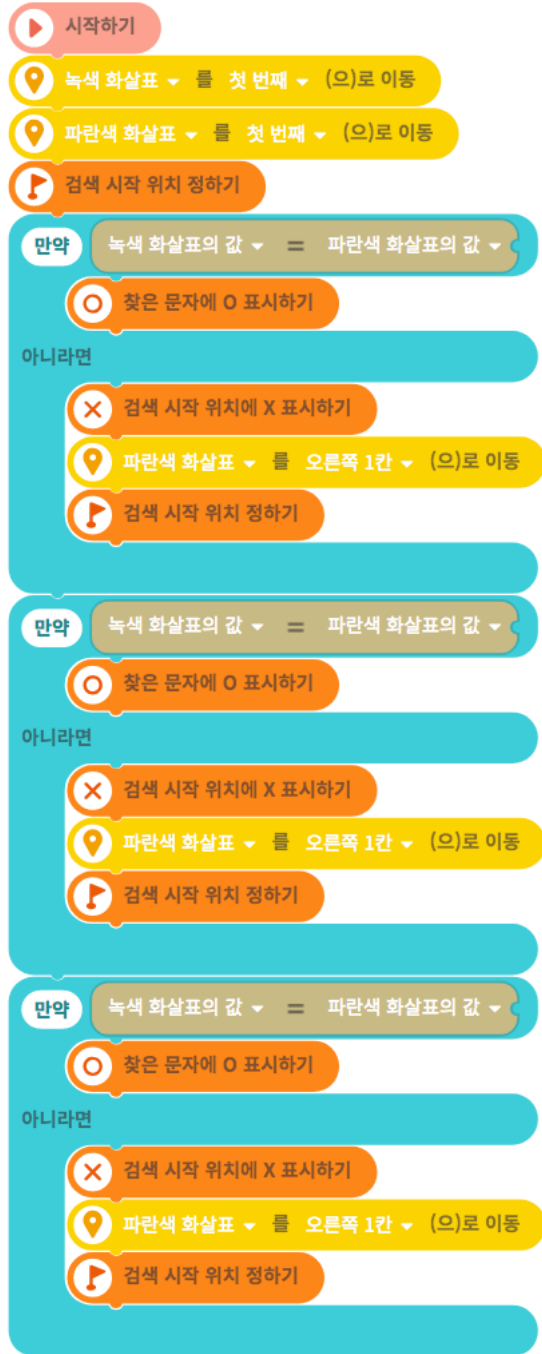 시작하기
녹색 화살표 를 첫 번째 (으)로 이동
파란색 화살표 를 첫 번째 (으)로 이동
검색 시작 위치 정하기
만약 녹색 화살표의 값 = 파란색 화살표의 값
찾은 문자에 O 표시하기
아니라면
검색 시작 위치에 X 표시하기
파란색 화살표 를 오른쪽 1칸 (으)로 이동
검색 시작 위치 정하기
만약 녹색 화살표의 값 = 파란색 화살표의 값
찾은 문자에 O 표시하기
아니라면
검색 시작 위치에 X 표시하기
파란색 화살표 를 오른쪽 1칸 (으)로 이동
검색 시작 위치 정하기
만약 녹색 화살표의 값 = 파란색 화살표의 값
찾은 문자에 O 표시하기
아니라면
검색 시작 위치에 X 표시하기
파란색 화살표 를 오른쪽 1칸 (으)로 이동
검색 시작 위치 정하기